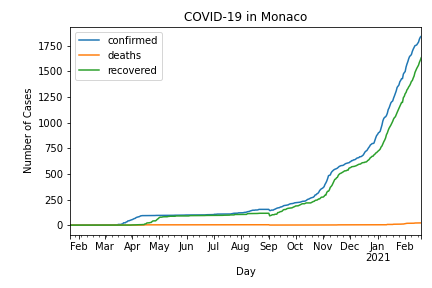 COVID-19 in Monaco
confirmed
deaths
recovered
Number of Cases
1750
1500
1250
1000
750
500
250
0
Feb Mar Apr May Jun Jul Aug Sep Oct Nov Dec Jan Feb
2021
Day